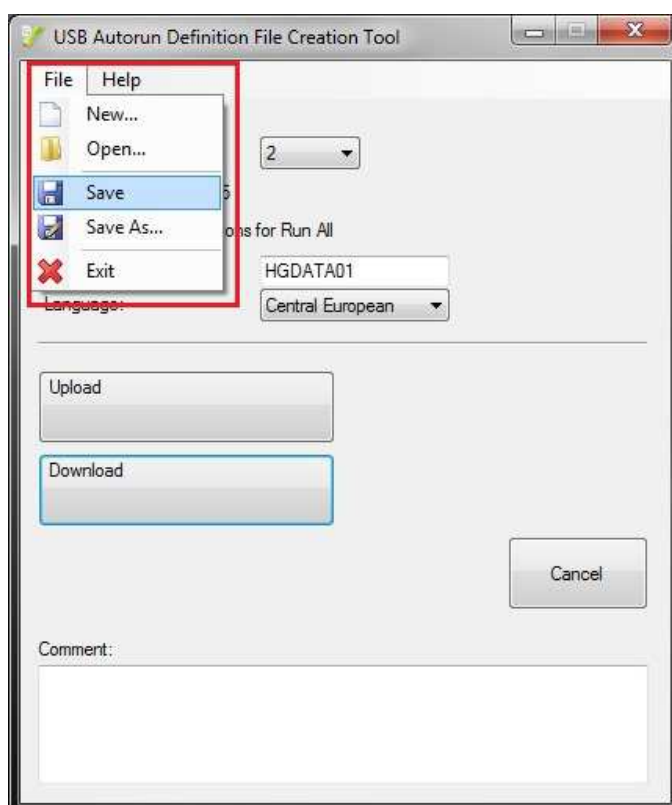 USB Autorun Definition File Creation Tool
File Help
New...
Open...
2
Save
Save As...
ons for Run All
Exit
HGDATA01
Language:
Central European
Upload
Download
Cancel
Comment: